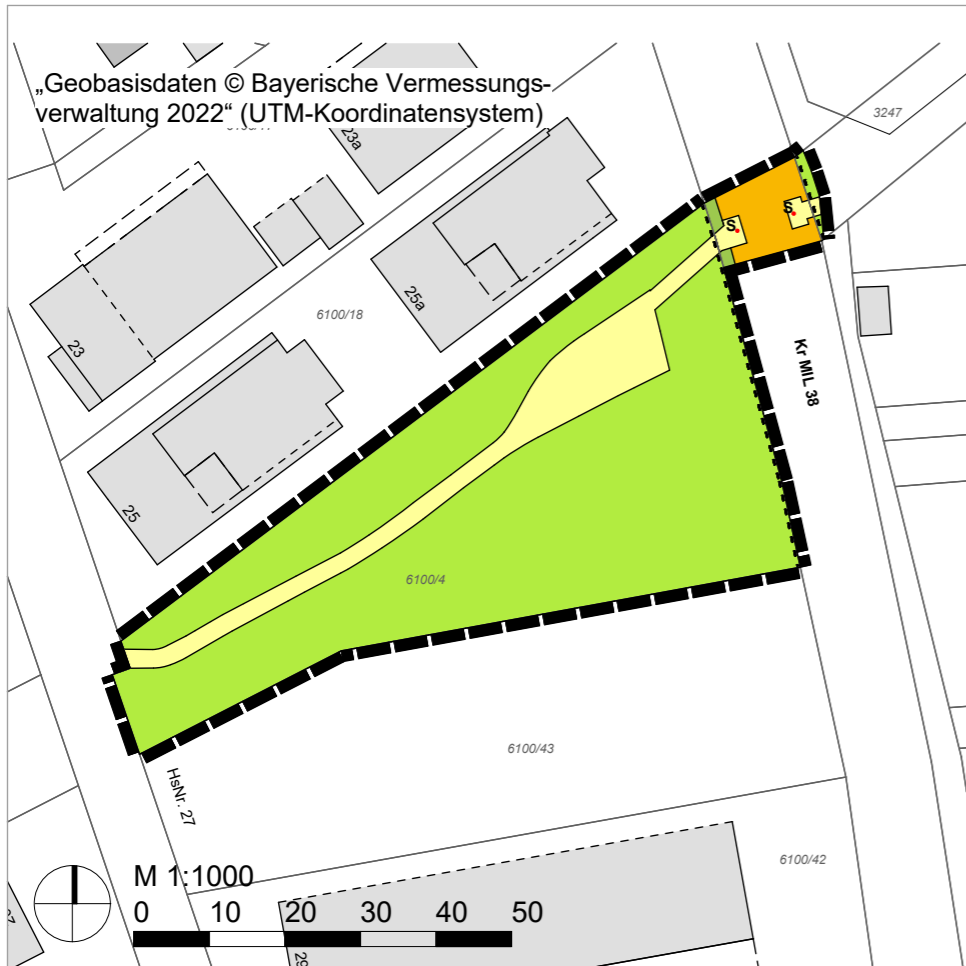 „Geobasisdaten © Bayerische Vermessungs-
verwaltung 2022“ (UTM-Koordinatensystem)
23a
3247
S
S
25a
6100/18
23
Kr MIL 38
25
6100/4
6100/43
HsNr. 27
6100/42
M 1:1000
0 10 20 30 40 50
29